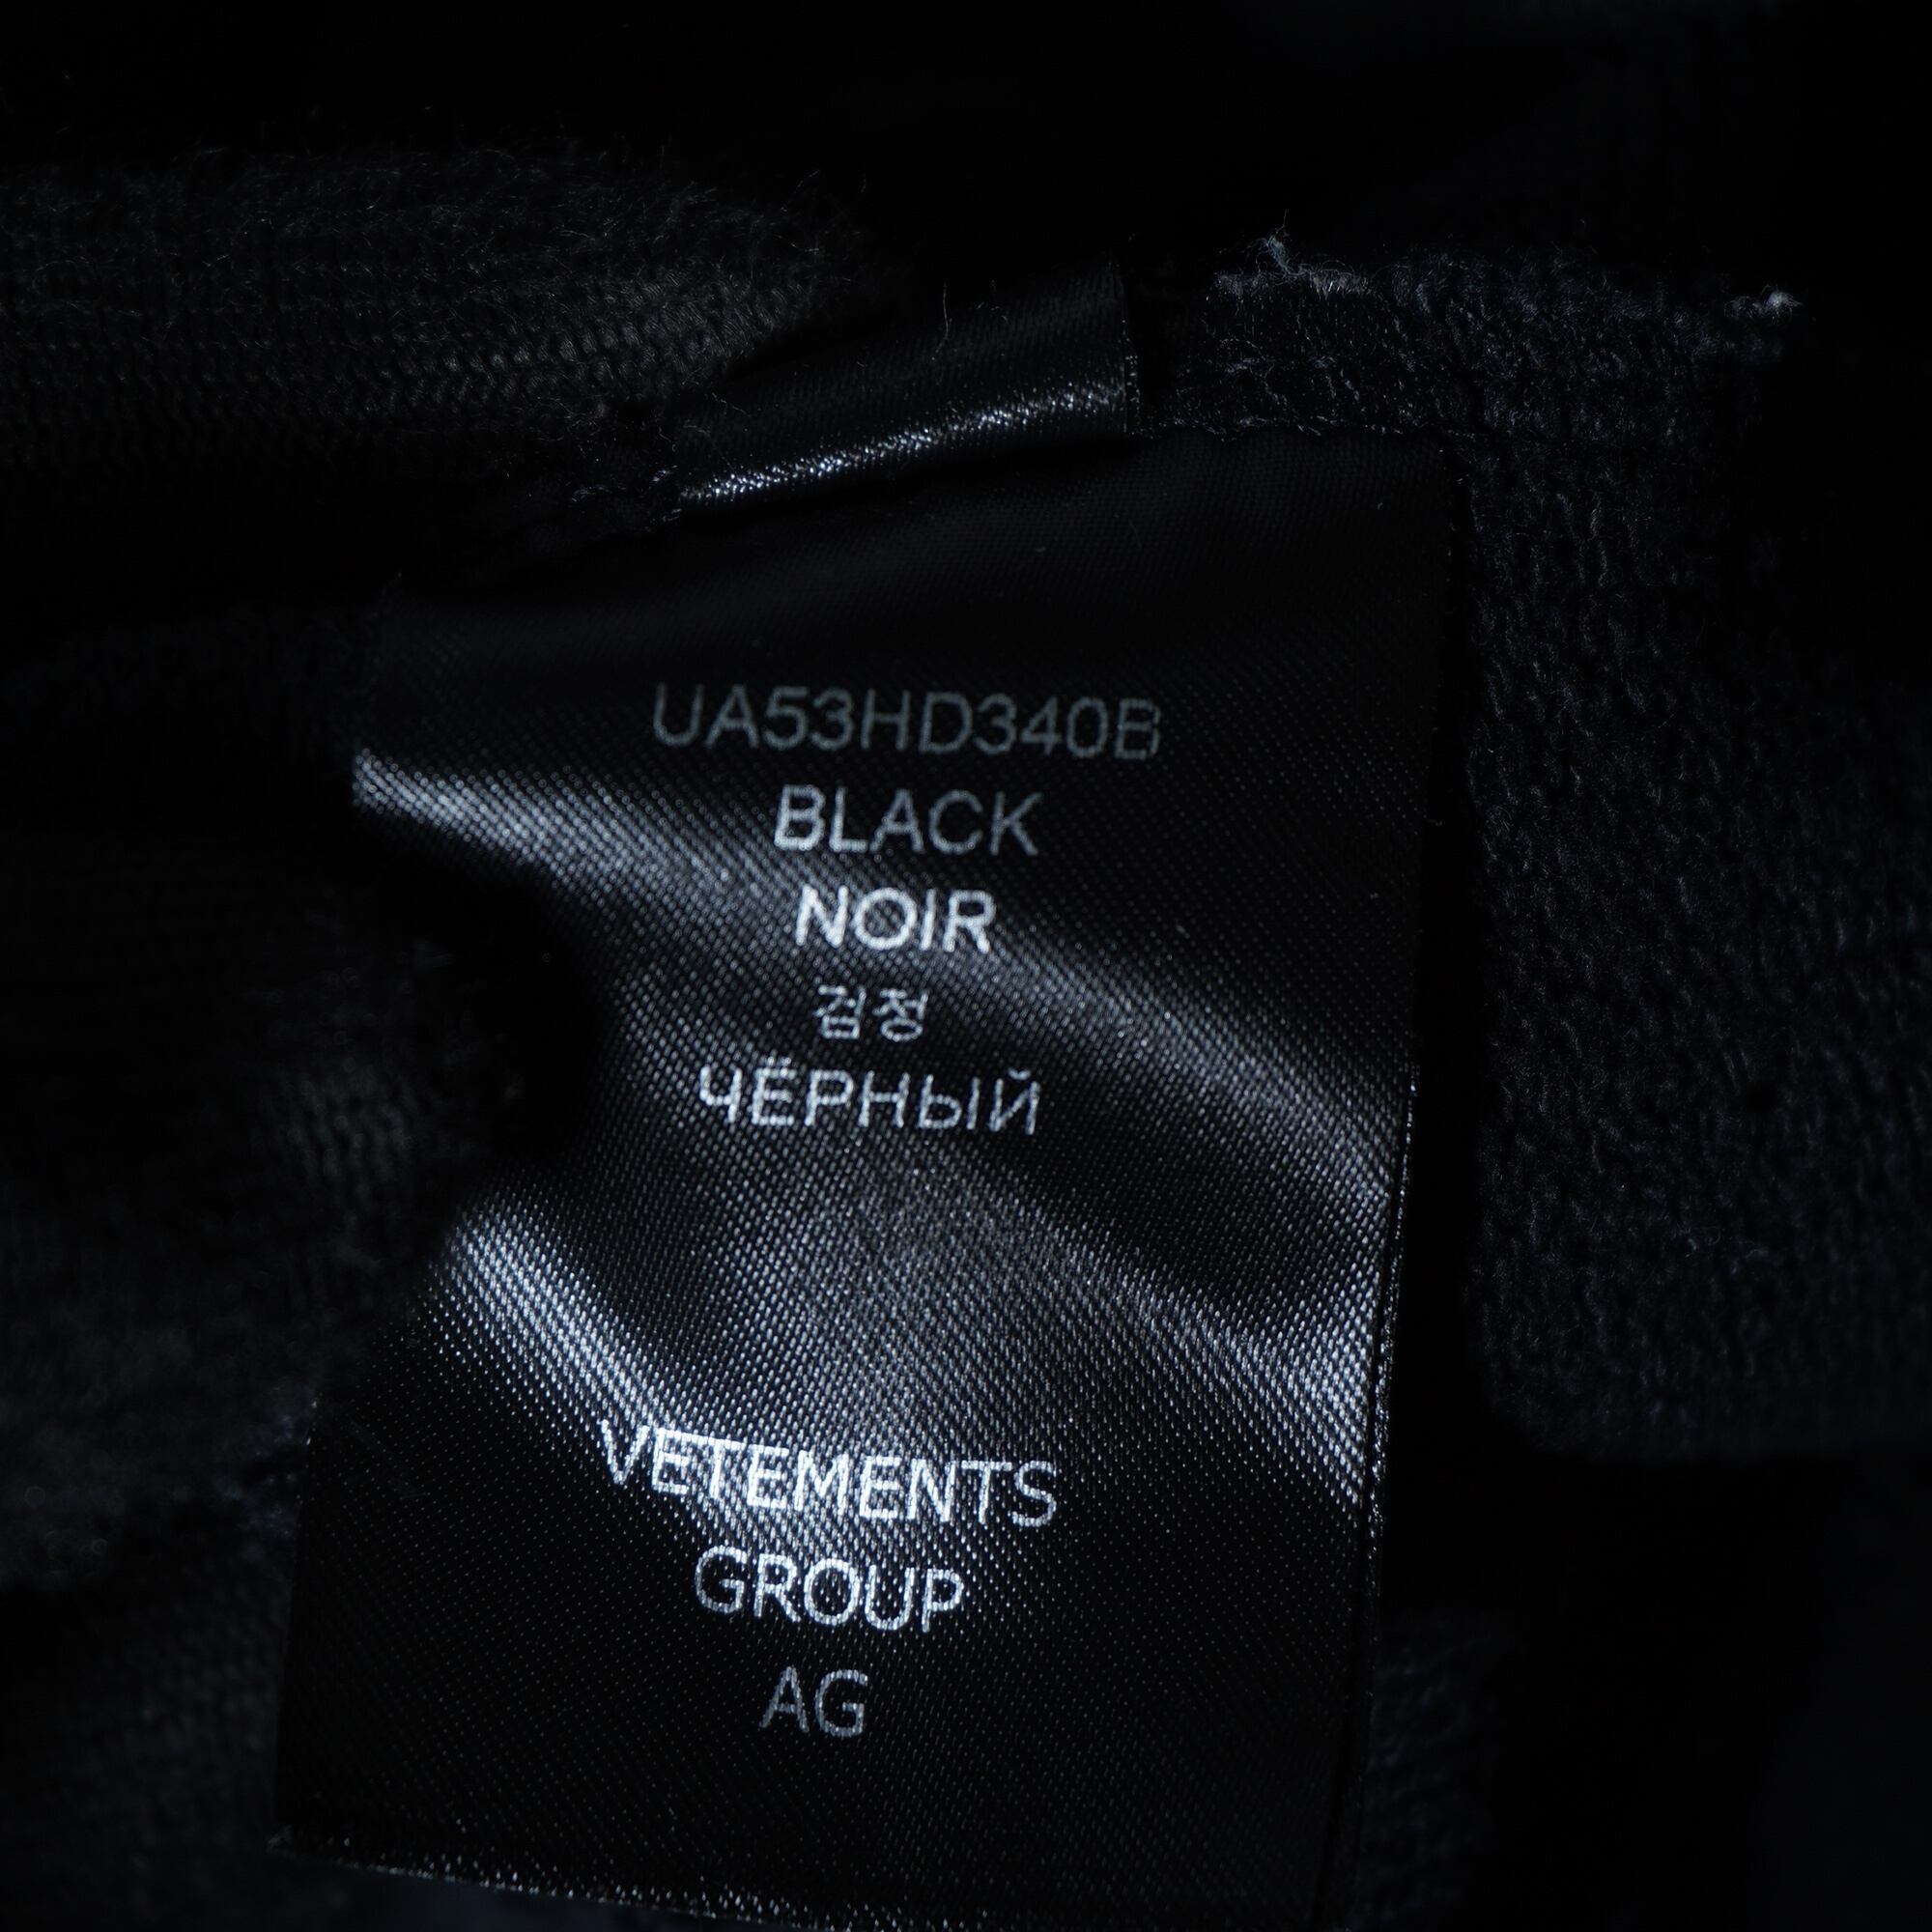 UA53HD340B
BLACK
NOIR
검정
ЧЁРНЫЙ
VETEMENTS
GROUP
AG